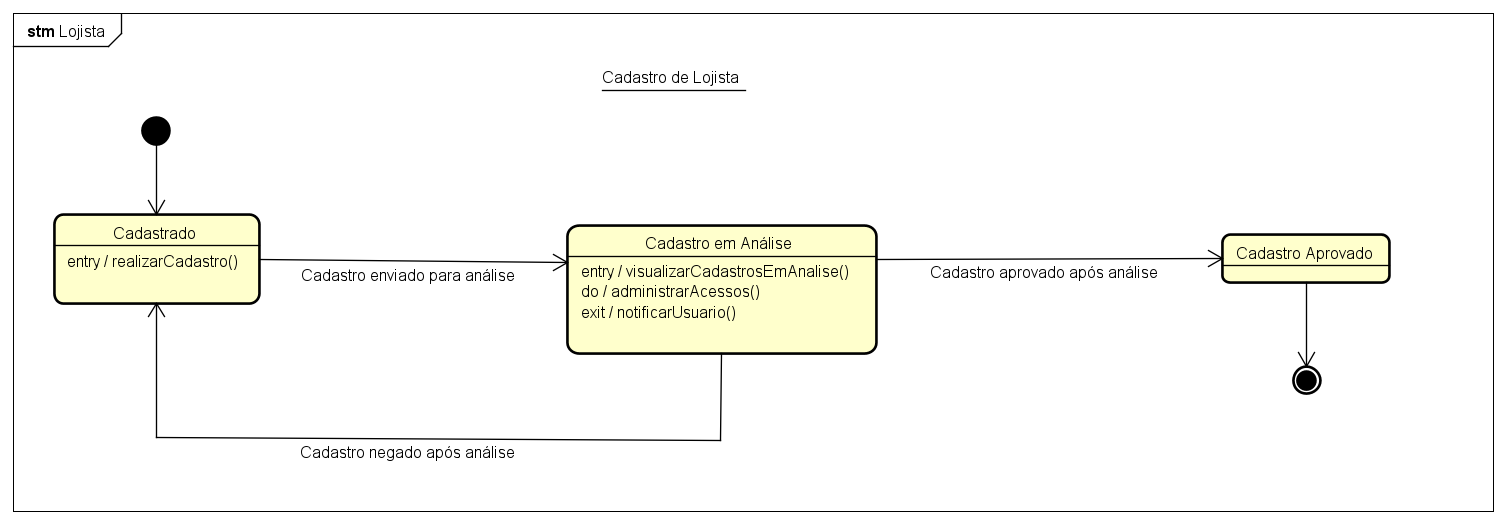 stm Lojista
Cadastro de Lojista
Cadastrado
entry / realizarCadastro()
Cadastro enviado para análise
Cadastro em Análise
entry / visualizarCadastrosEmAnalise()
do / administrarAcessos()
exit / notificarUsuario()
Cadastro aprovado após análise
Cadastro Aprovado
Cadastro negado após análise